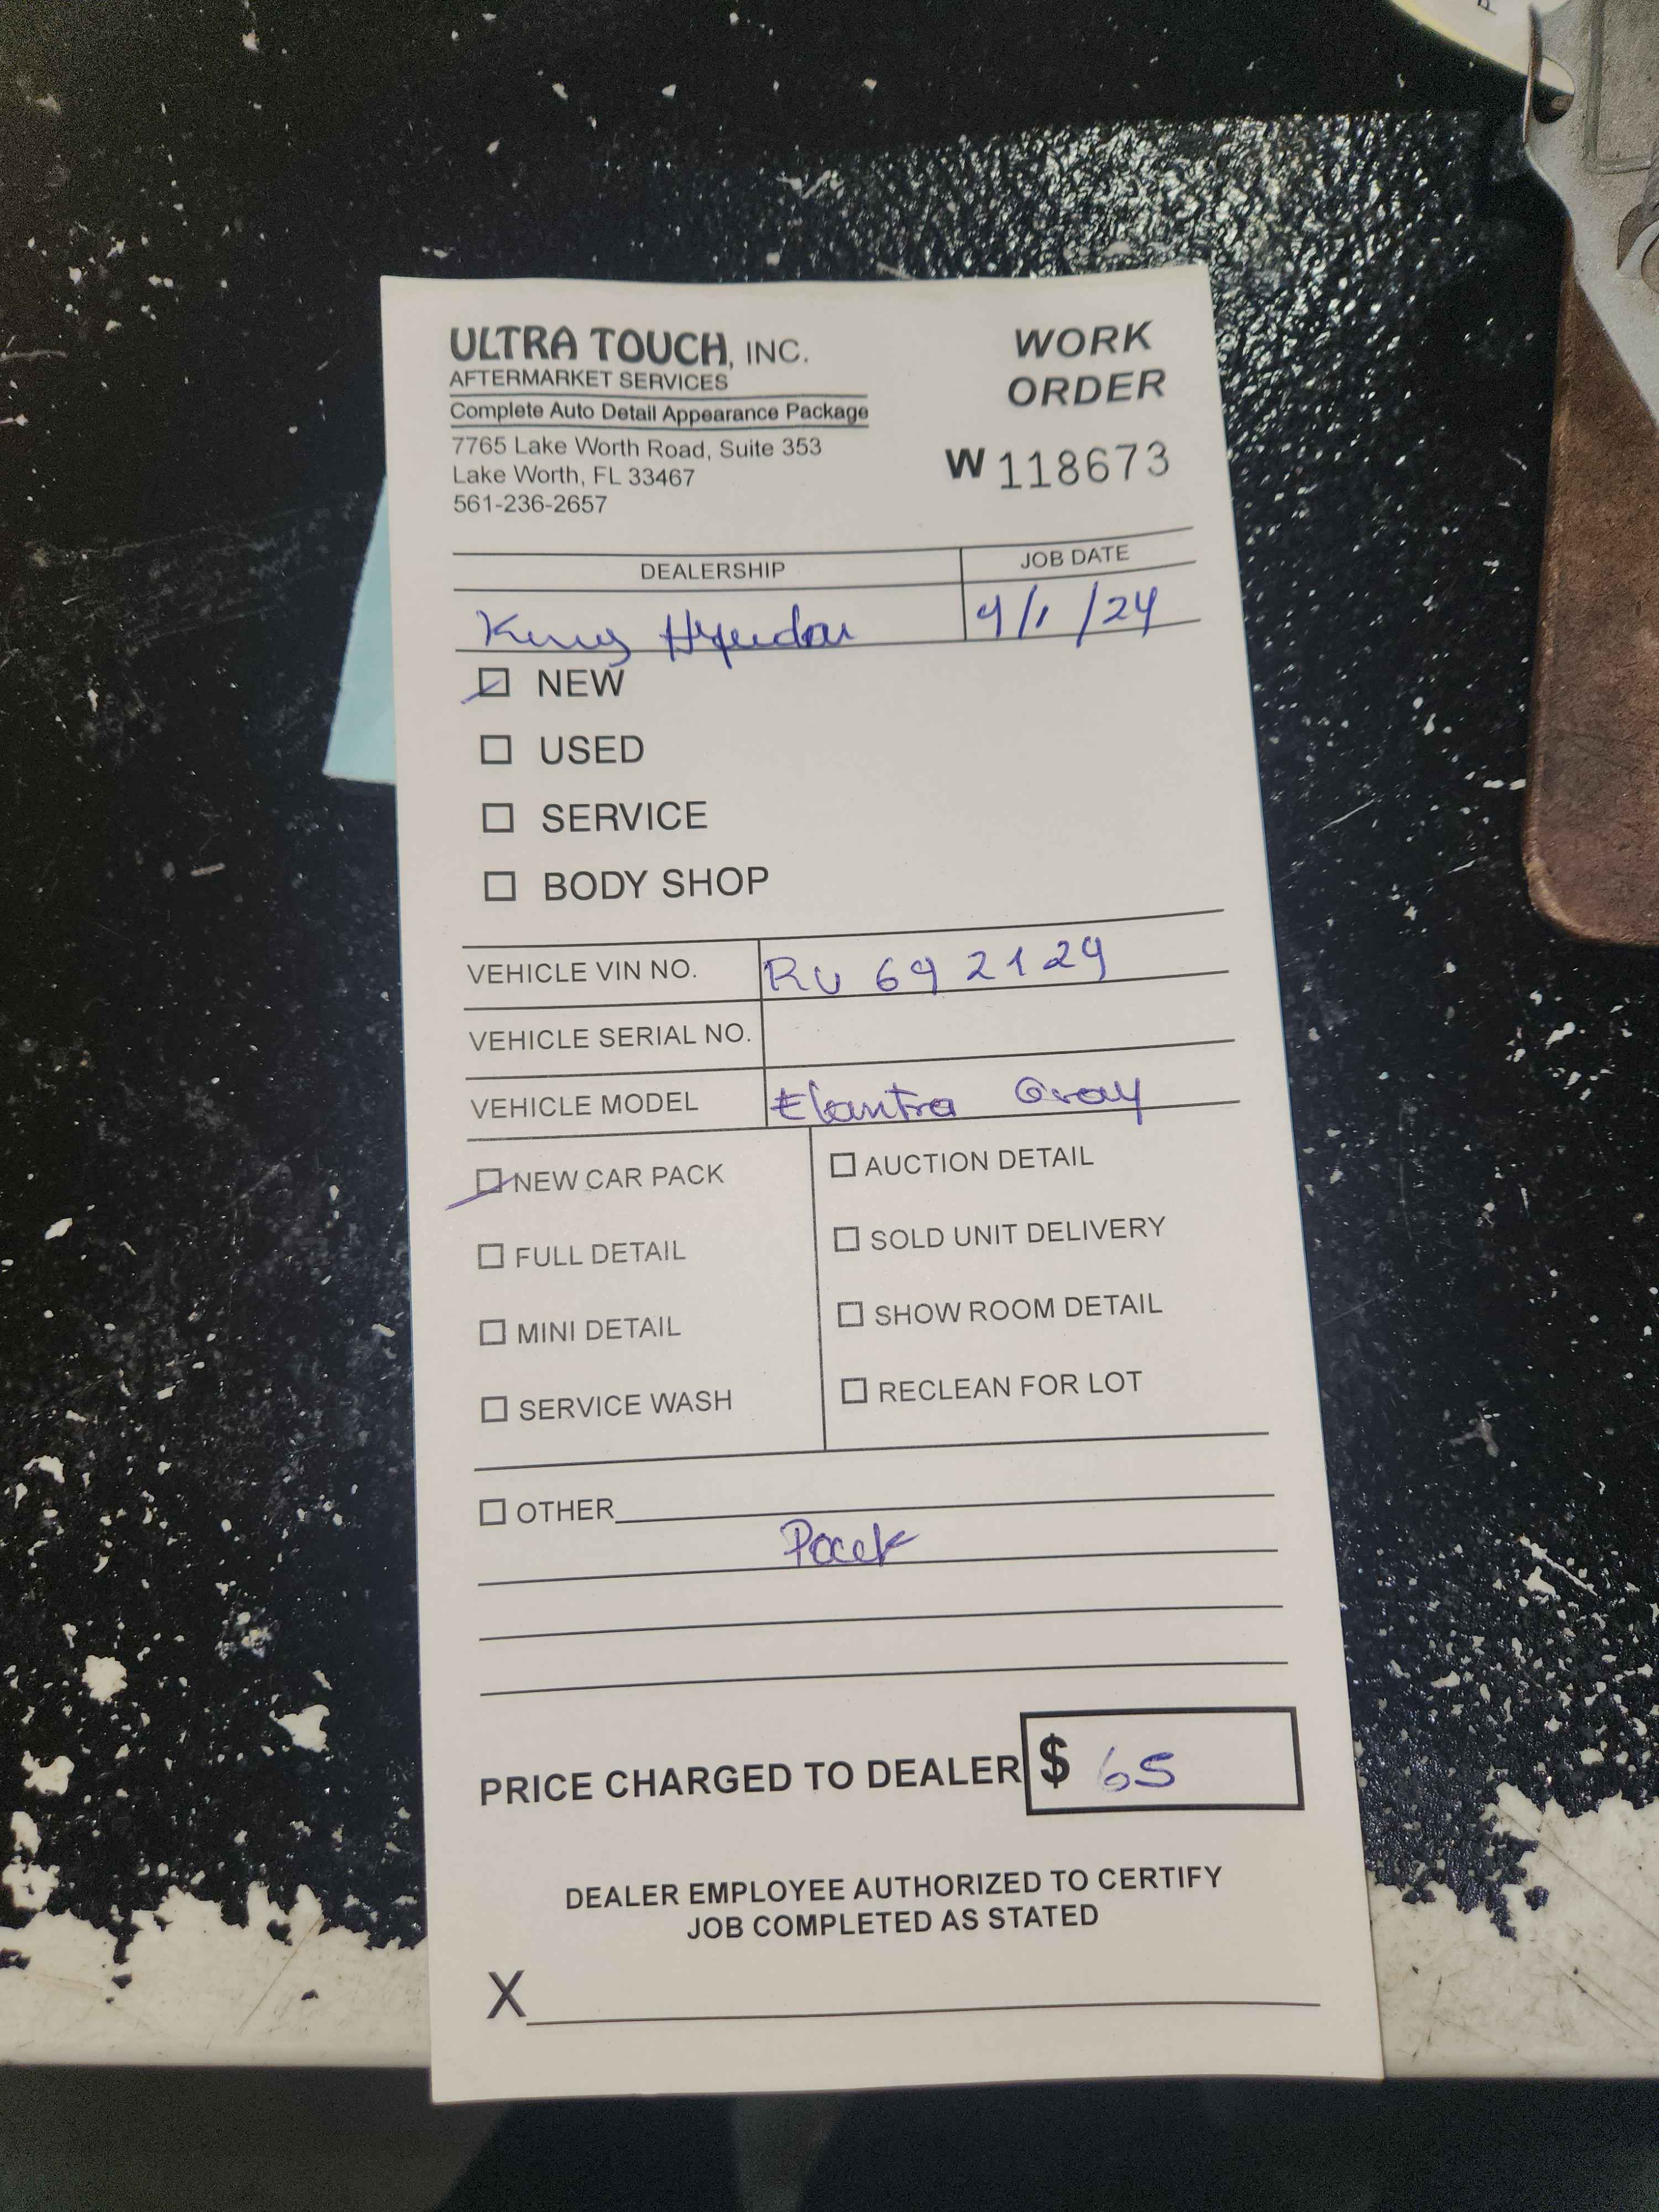 ULTRA TOUCH, INC.
AFTERMARKET SERVICES
Complete Auto Detail Appearance Package
7765 Lake Worth Road, Suite 353
Lake Worth, FL 33467
561-236-2657
WORK
ORDER
W 118673
DEALERSHIP JOB DATE
Hyundai /24
NEW
USED
SERVICE
BODY SHOP
VEHICLE VIN NO. RU 692129
VEHICLE SERIAL NO.
VEHICLE MODEL Elantra Gray
NEW CAR PACK AUCTION DETAIL
FULL DETAIL SOLD UNIT DELIVERY
MINI DETAIL SHOW ROOM DETAIL
SERVICE WASH RECLEAN FOR LOT
OTHER
Pack
PRICE CHARGED TO DEALER $ 65
DEALER EMPLOYEE AUTHORIZED TO CERTIFY
JOB COMPLETED AS STATED
X